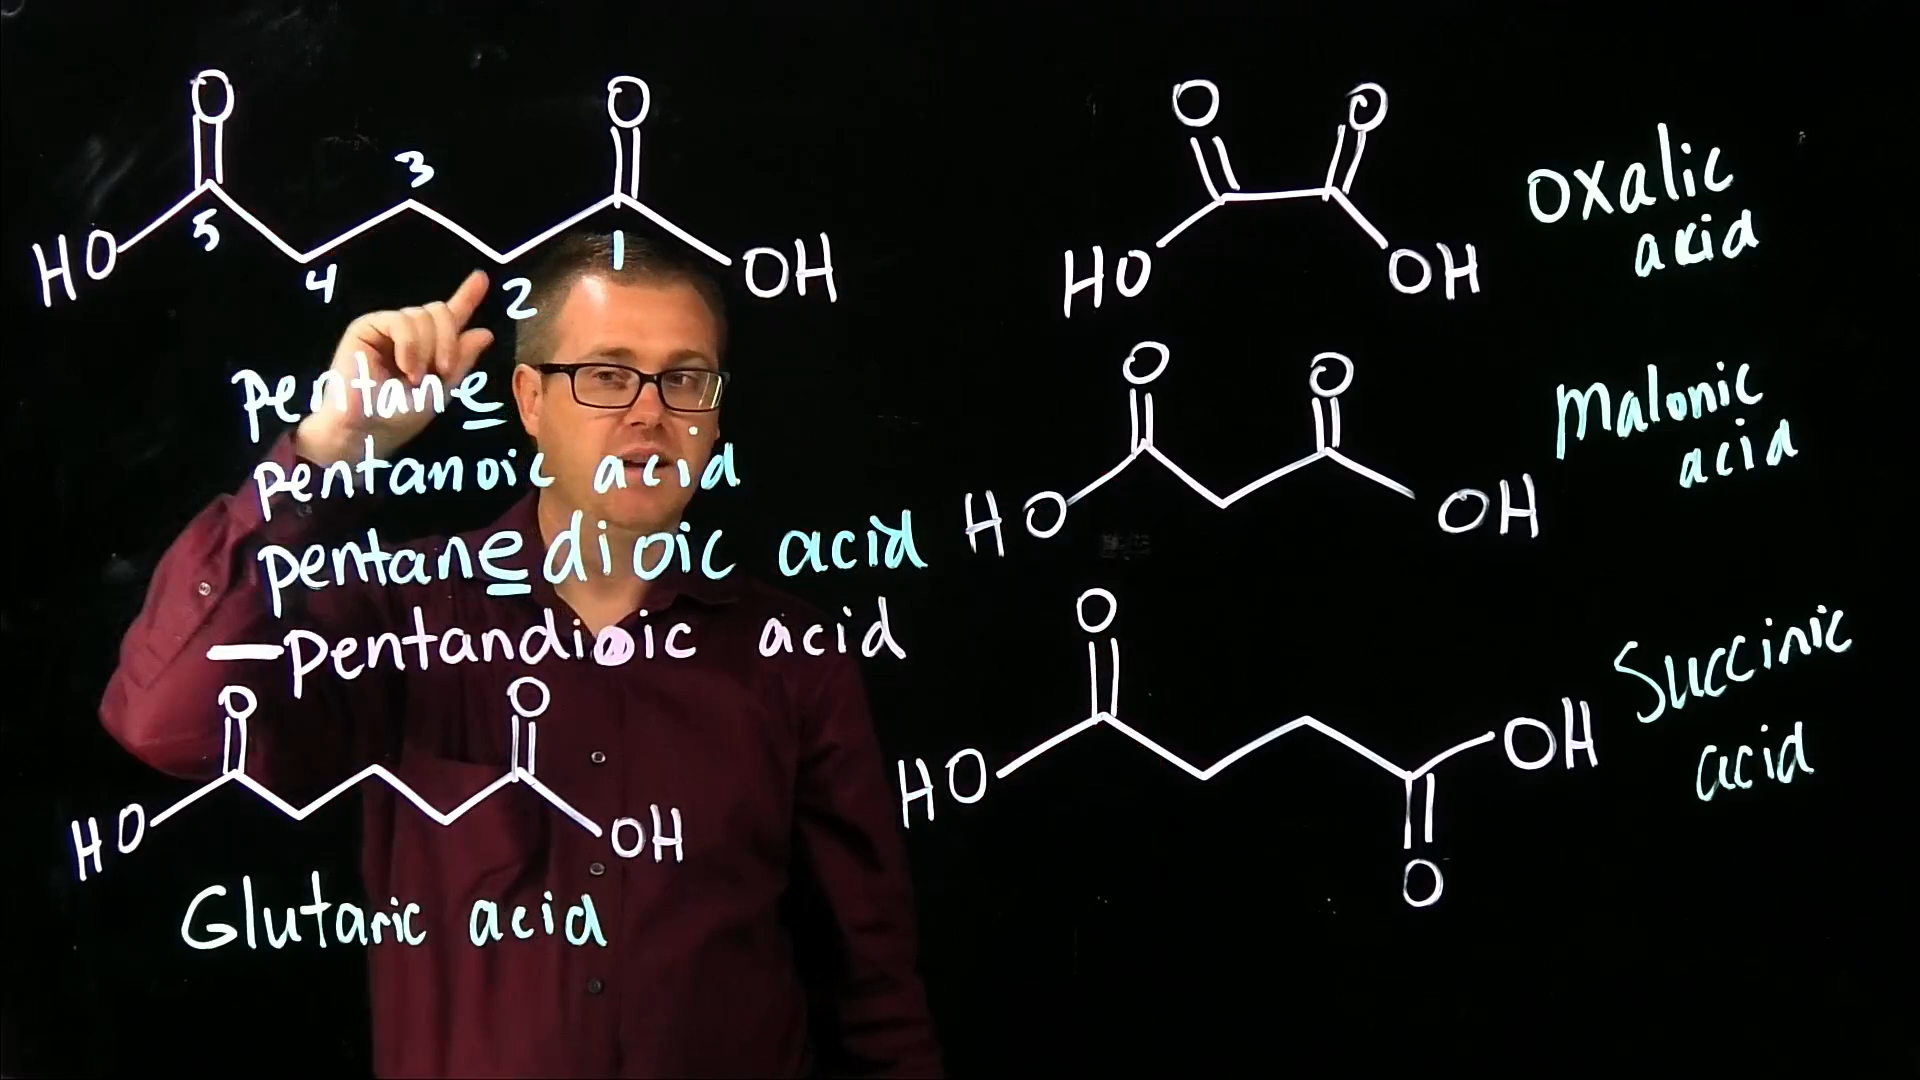 O
O
3
5
1
HO
4
2
OH
pentane
pentanoic acid
pentanedioic acid
—pentandioic acid
O
O
HO
OH
Glutaric acid
O
O
HO
OH
Oxalic
acid
O
O
HO
OH
Malonic
acid
O
HO
OH
O
Succinic
acid